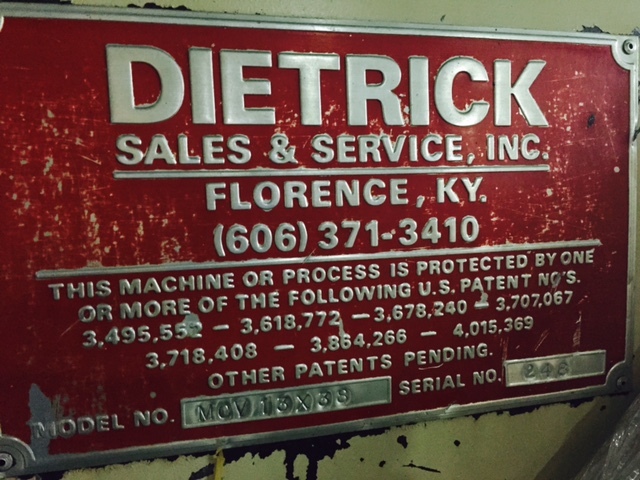 DIETRICK
SALES & SERVICE, INC.
FLORENCE, KY.
(606) 371-3410
THIS MACHINE OR PROCESS IS PROTECTED BY ONE
OR MORE OF THE FOLLOWING U.S. PATENT NO'S.
3,495,552 — 3,618,772 — 3,678,240 — 3,707,067
3,718,408 — 3,864,266 — 4,015,369
OTHER PATENTS PENDING.
MODEL NO. SERIAL NO.